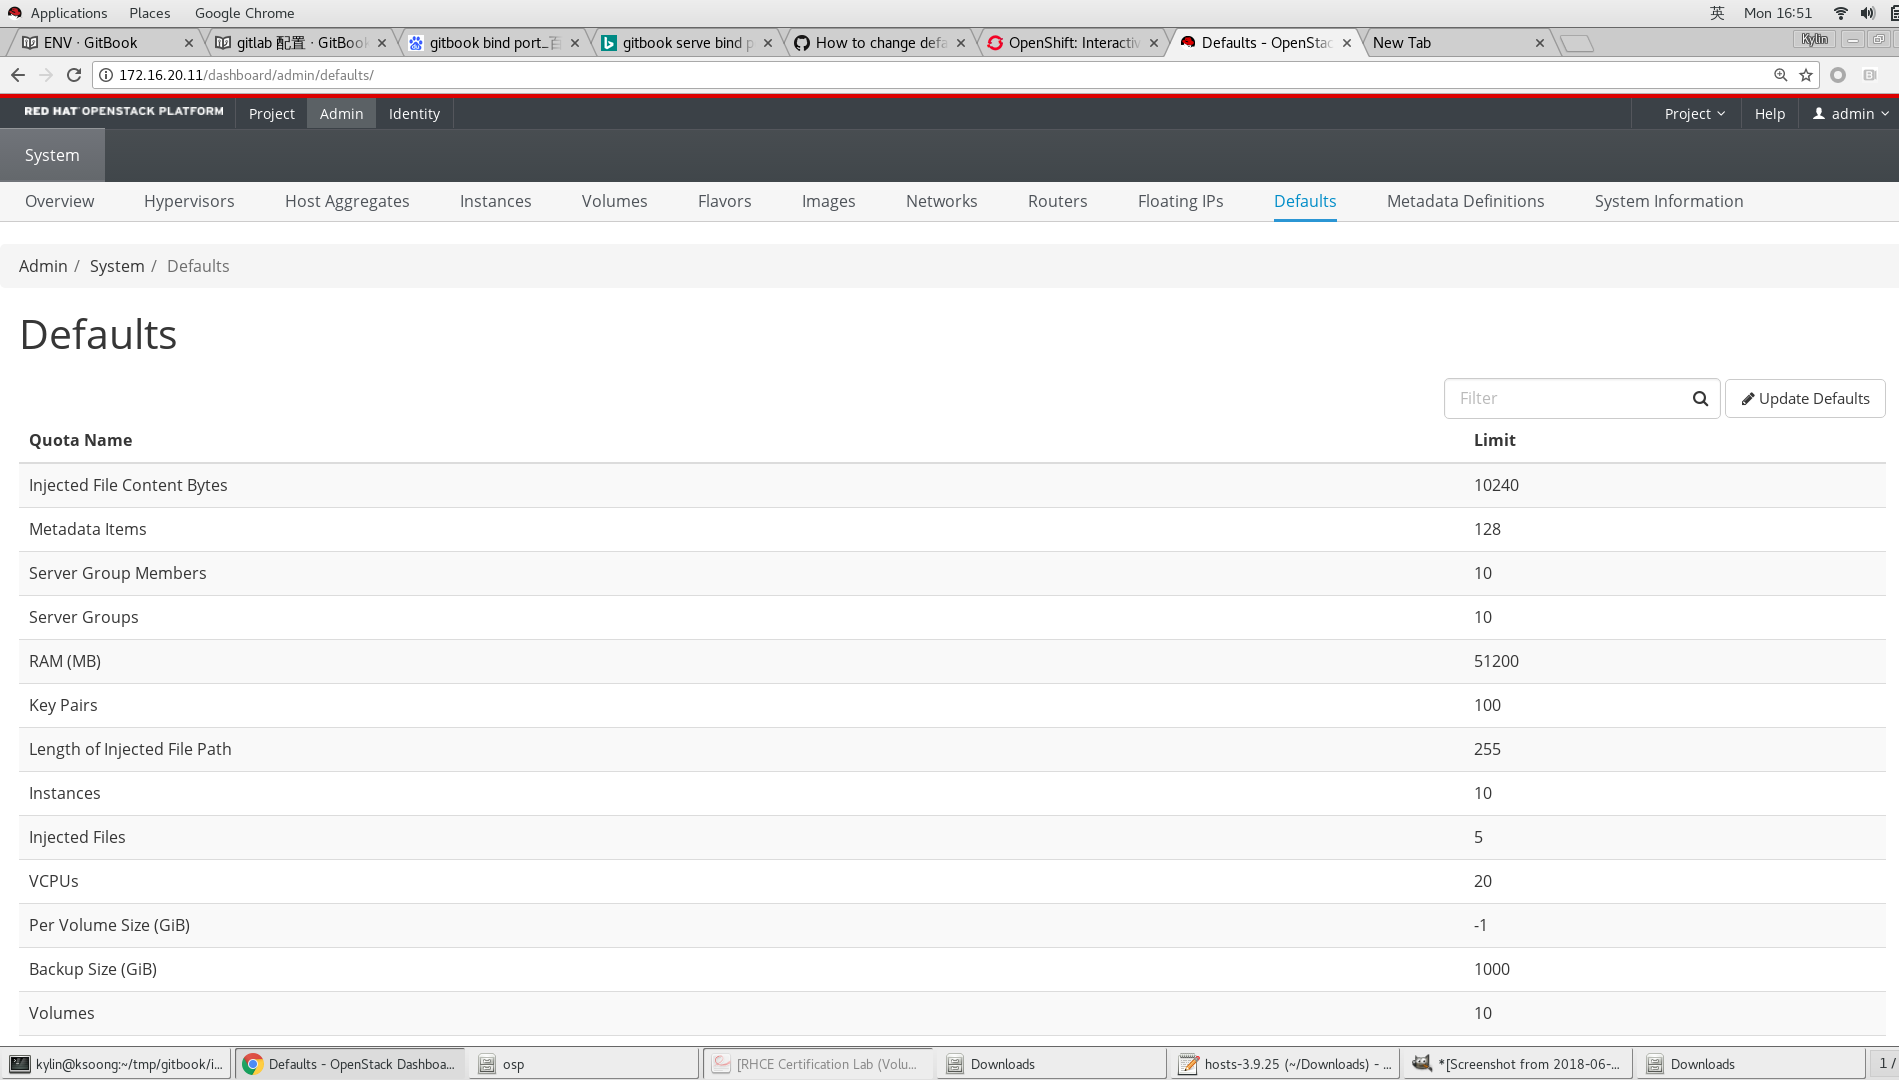 Applications Places Google Chrome 英 Mon 16:51
ENV · GitBook gitlab 配置 · GitBook gitbook bind port_百 gitbook serve bind p How to change defa OpenShift: Interactiv Defaults - OpenStac New Tab Kylin
172.16.20.11/dashboard/admin/defaults/
RED HAT OPENSTACK PLATFORM Project Admin Identity Project Help admin
System
Overview Hypervisors Host Aggregates Instances Volumes Flavors Images Networks Routers Floating IPs Defaults Metadata Definitions System Information
Admin / System / Defaults
Defaults
Filter Update Defaults
Quota Name Limit
Injected File Content Bytes 10240
Metadata Items 128
Server Group Members 10
Server Groups 10
RAM (MB) 51200
Key Pairs 100
Length of Injected File Path 255
Instances 10
Injected Files 5
VCPUs 20
Per Volume Size (GiB) -1
Backup Size (GiB) 1000
Volumes 10
kylin@ksoong:~/tmp/gitbook/i... Defaults - OpenStack Dashboa... osp [RHCE Certification Lab (Volu... Downloads hosts-3.9.25 (~/Downloads) - ... *[Screenshot from 2018-06-... Downloads 1 /